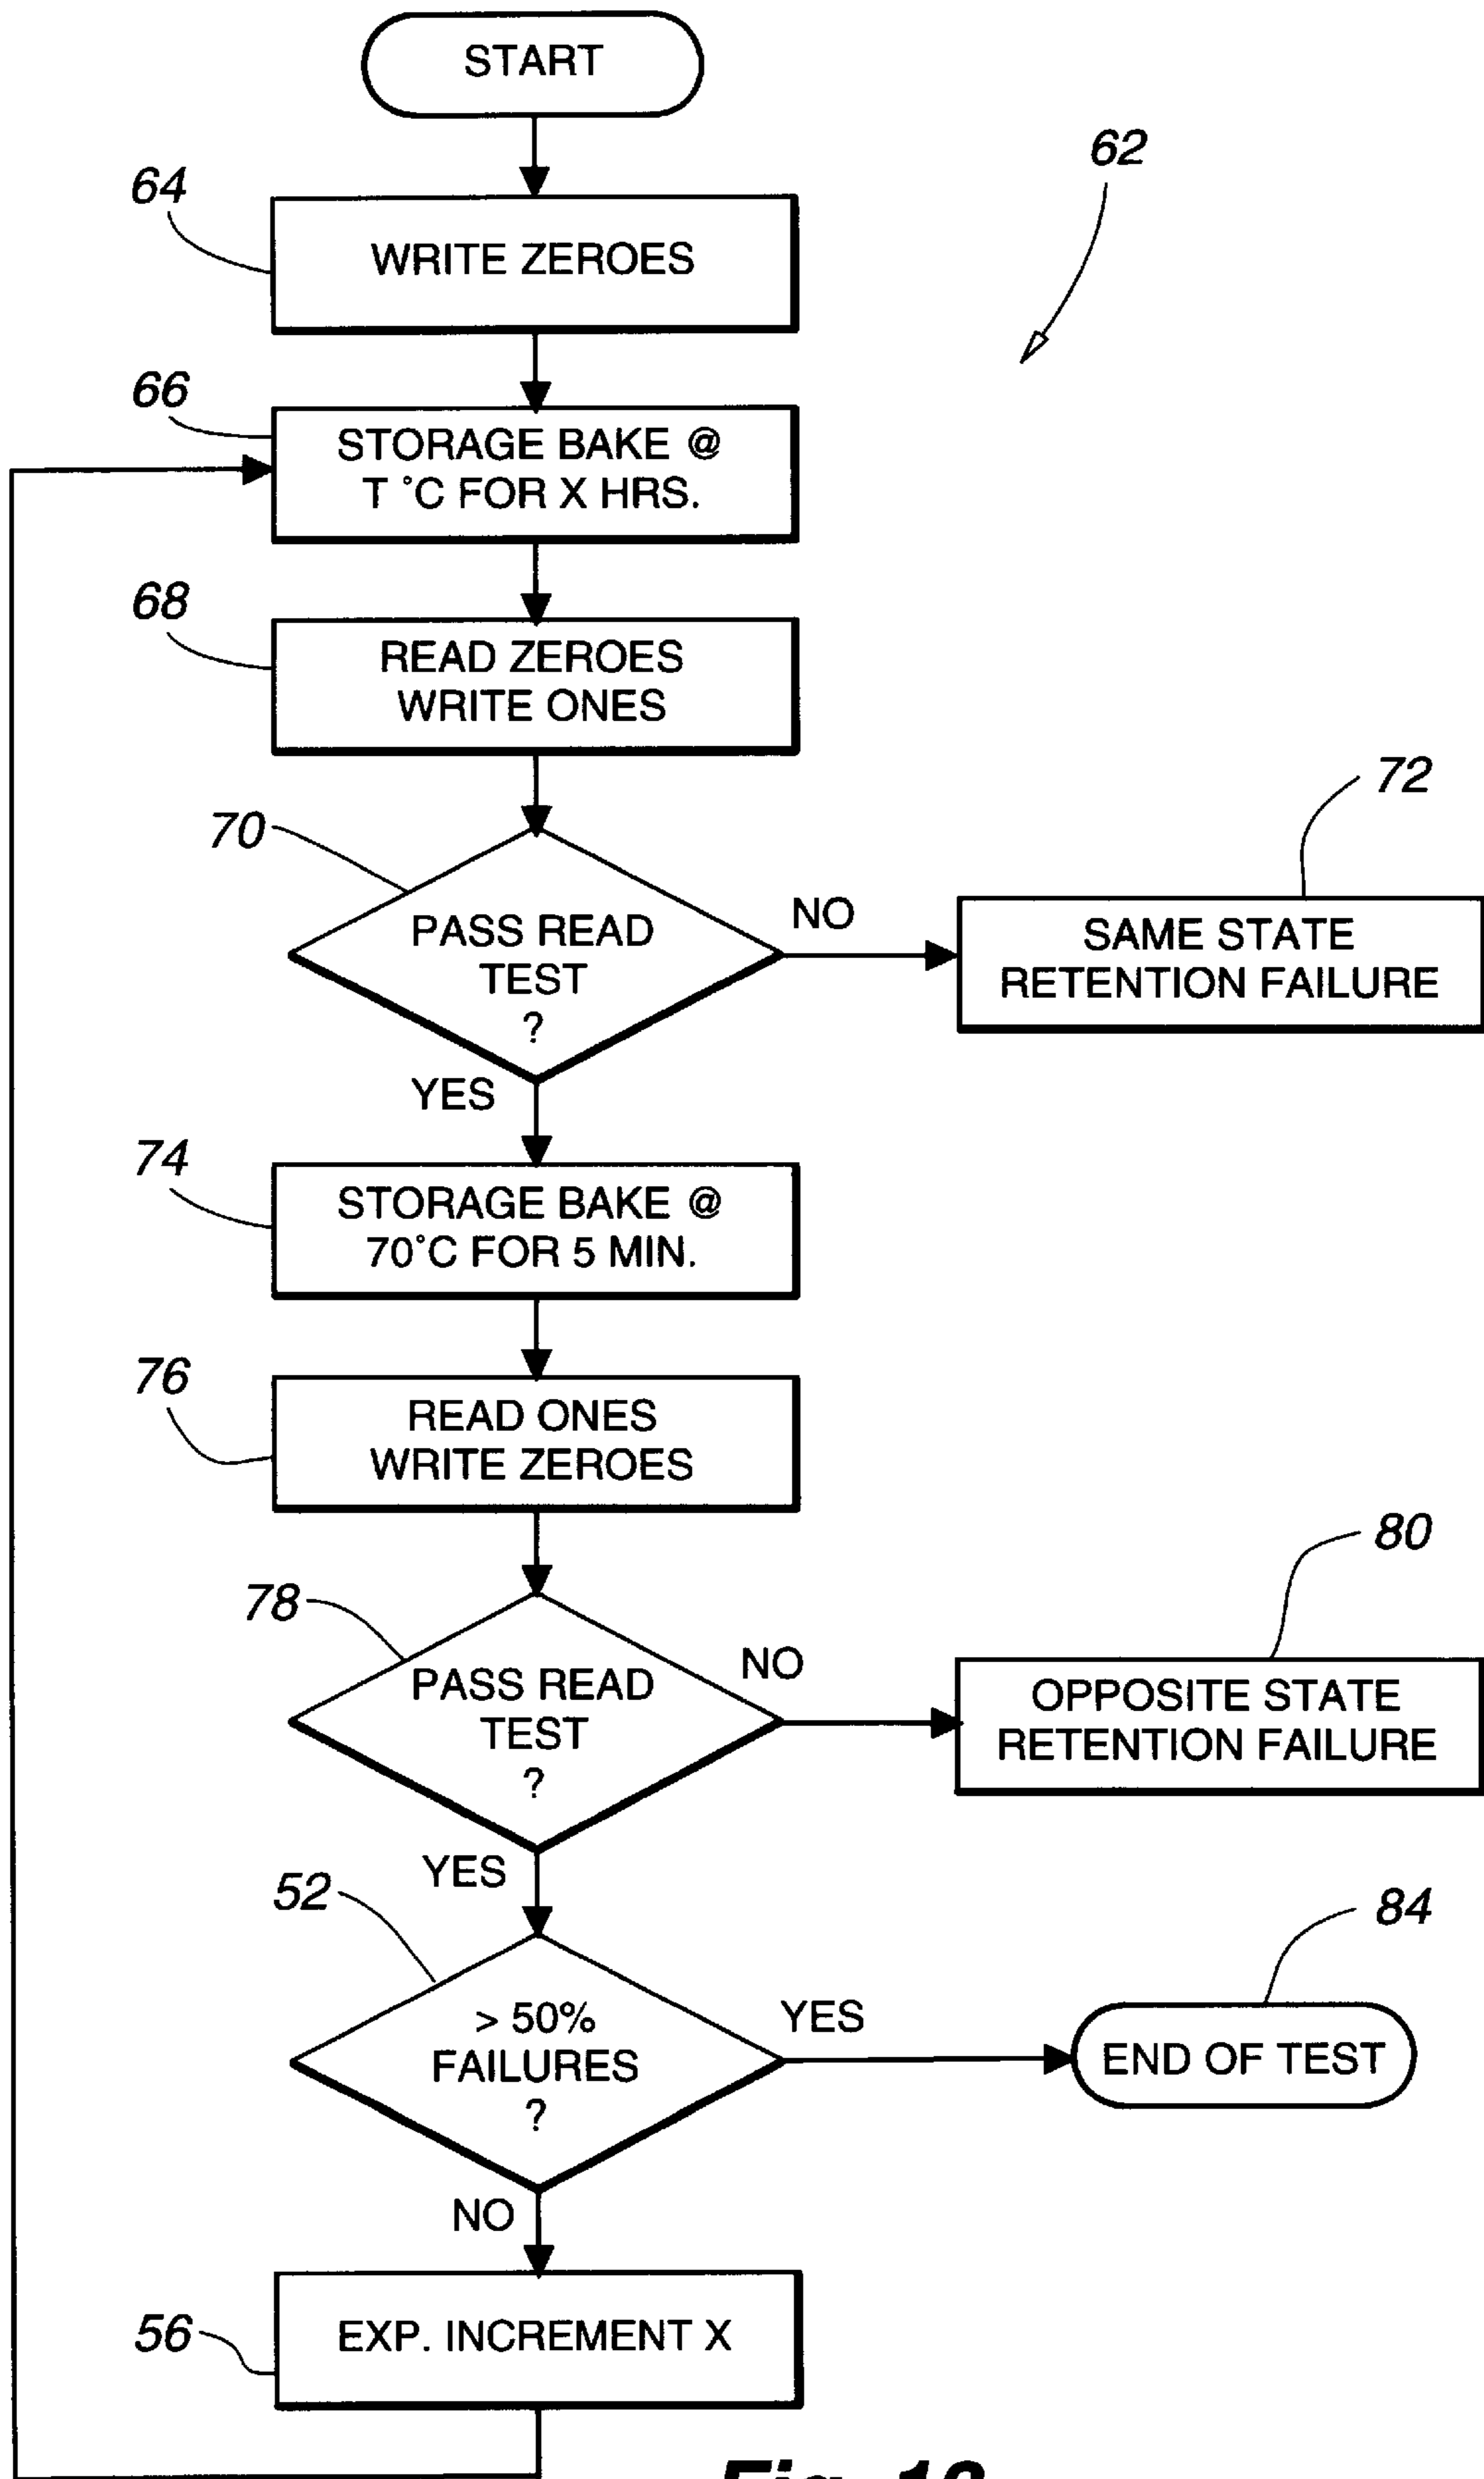 START
62
64
WRITE ZEROES
66
STORAGE BAKE @
T °C FOR X HRS.
68
READ ZEROES
WRITE ONES
70
PASS READ
TEST
?
NO
72
SAME STATE
RETENTION FAILURE
YES
74
STORAGE BAKE @
70°C FOR 5 MIN.
76
READ ONES
WRITE ZEROES
78
PASS READ
TEST
?
NO
80
OPPOSITE STATE
RETENTION FAILURE
YES
52
> 50%
FAILURES
?
YES
84
END OF TEST
NO
56
EXP. INCREMENT X